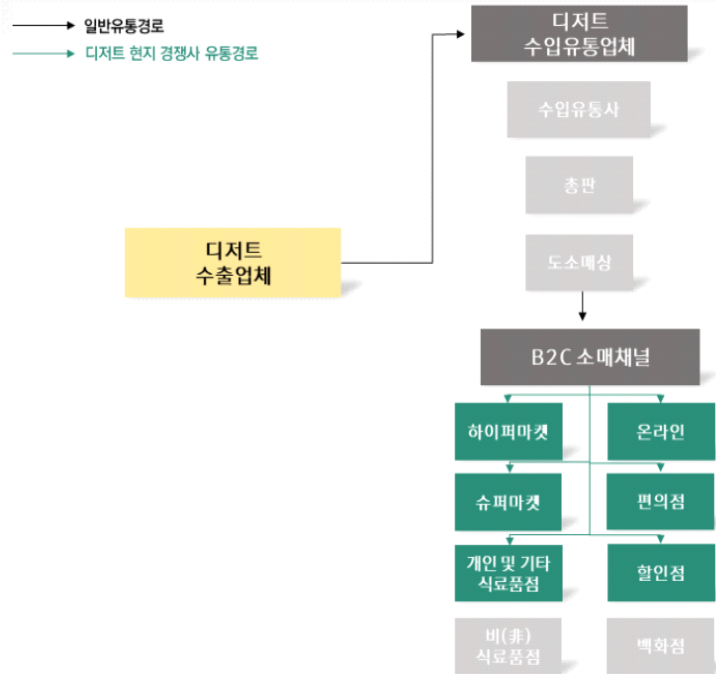 일반유통경로
디저트 현지 경쟁사 유통경로
디저트
수입유통업체
수입유통사
총판
도소매상
디저트
수출업체
B2C 소매채널
하이퍼마켓
온라인
슈퍼마켓
편의점
개인 및 기타
식료품점
할인점
비(非)
식료품점
백화점